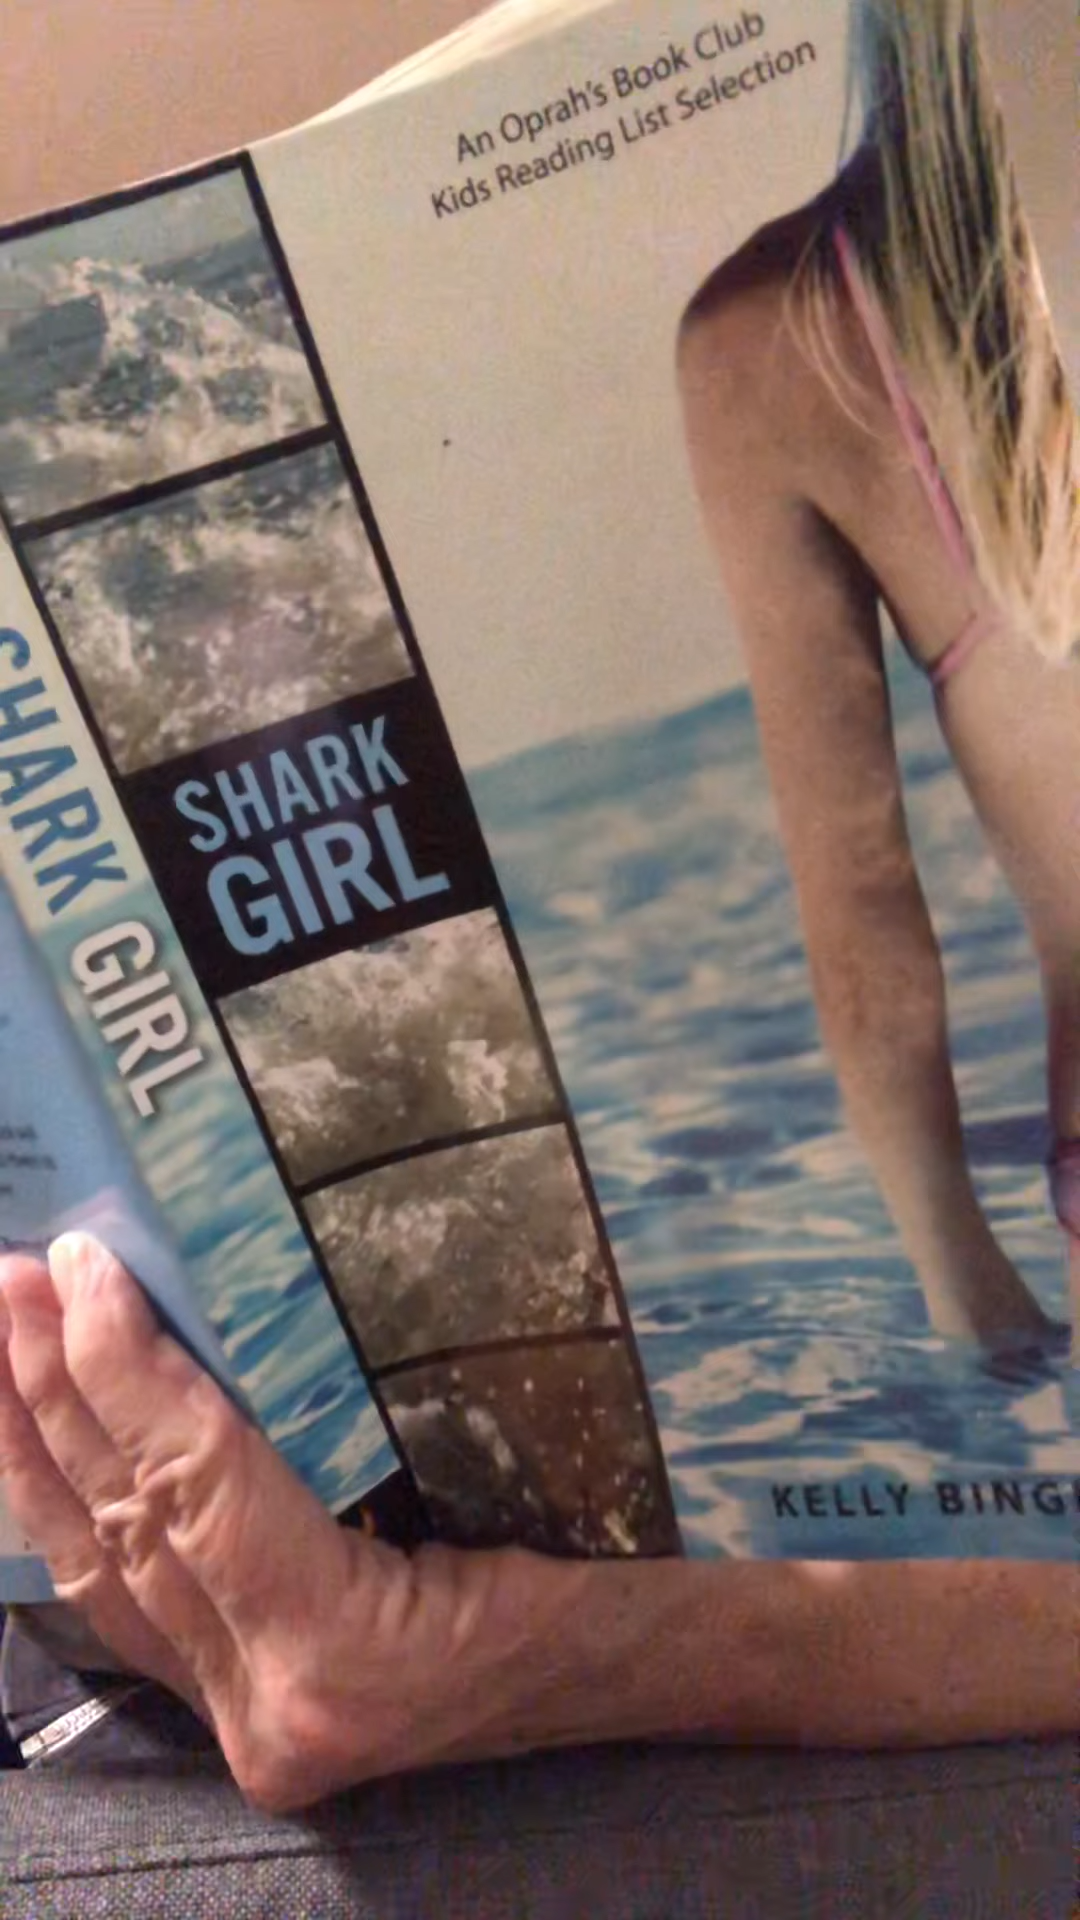 An Oprah's Book Club
Kids Reading List Selection
SHARK
GIRL
SHARK GIRL
KELLY BING